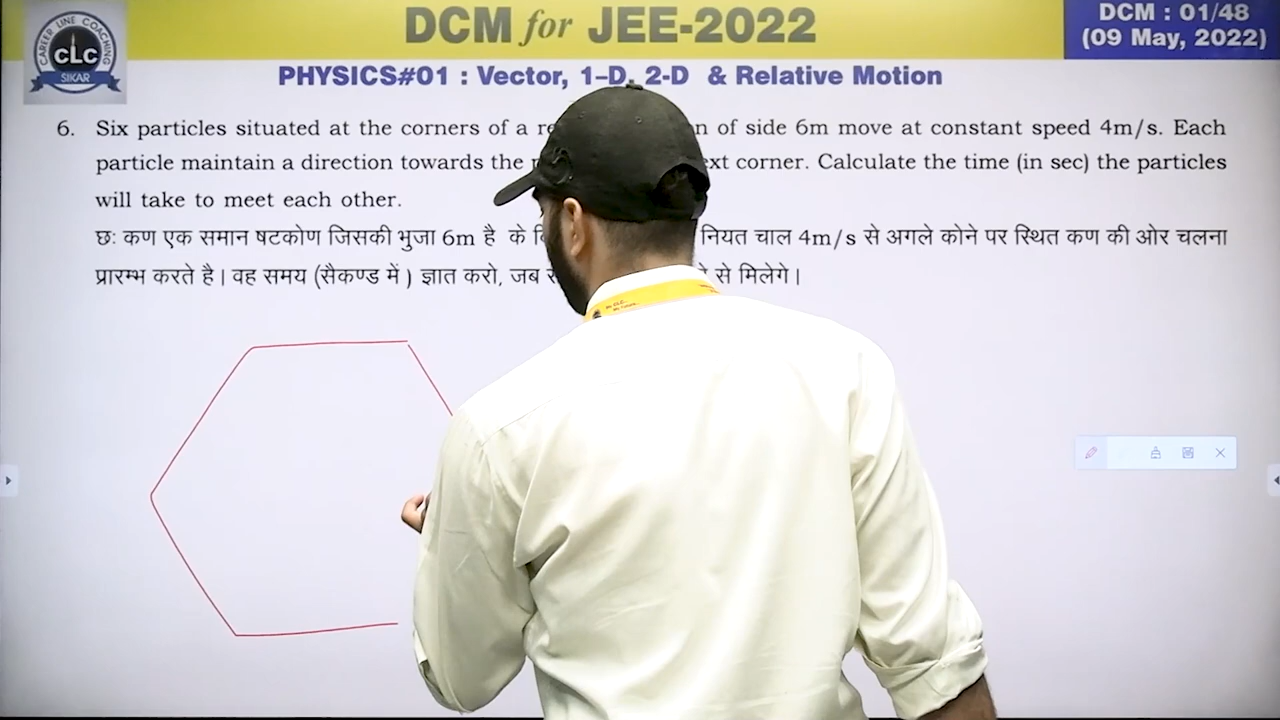 DCM for JEE-2022
DCM : 01/48
(09 May, 2022)
CAREER LINE COACHING
CLC
SIKAR
PHYSICS#01 : Vector, 1–D, 2-D & Relative Motion
6. Six particles situated at the corners of a n of side 6m move at constant speed 4m/s. Each
particle maintain a direction towards the ext corner. Calculate the time (in sec) the particles
will take to meet each other.
छः कण एक समान षटकोण जिसकी भुजा 6m है के नियत चाल 4m/s से अगले कोने पर स्थित कण की ओर चलना
प्रारम्भ करते है। वह समय (सैकण्ड में ) ज्ञात करो, जब से मिलेगे।